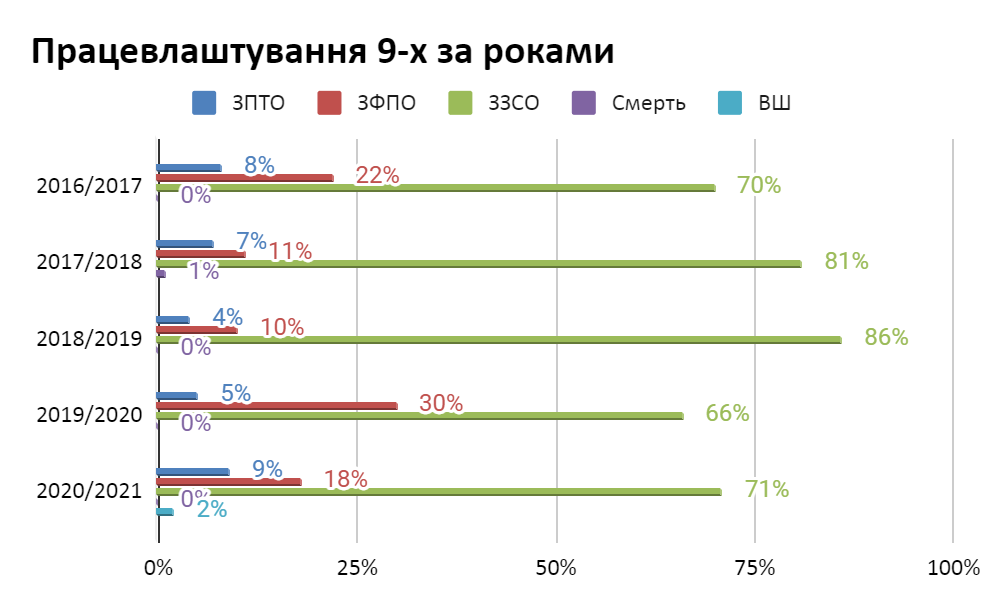 Працевлаштування 9-х за роками
ЗПТО ЗФПО ЗЗСО Смерть ВШ
2016/2017 8% 22% 70% 0%
2017/2018 7% 11% 81% 1%
2018/2019 4% 10% 86% 0%
2019/2020 5% 30% 66% 0%
2020/2021 9% 18% 71% 0% 2%
0% 25% 50% 75% 100%